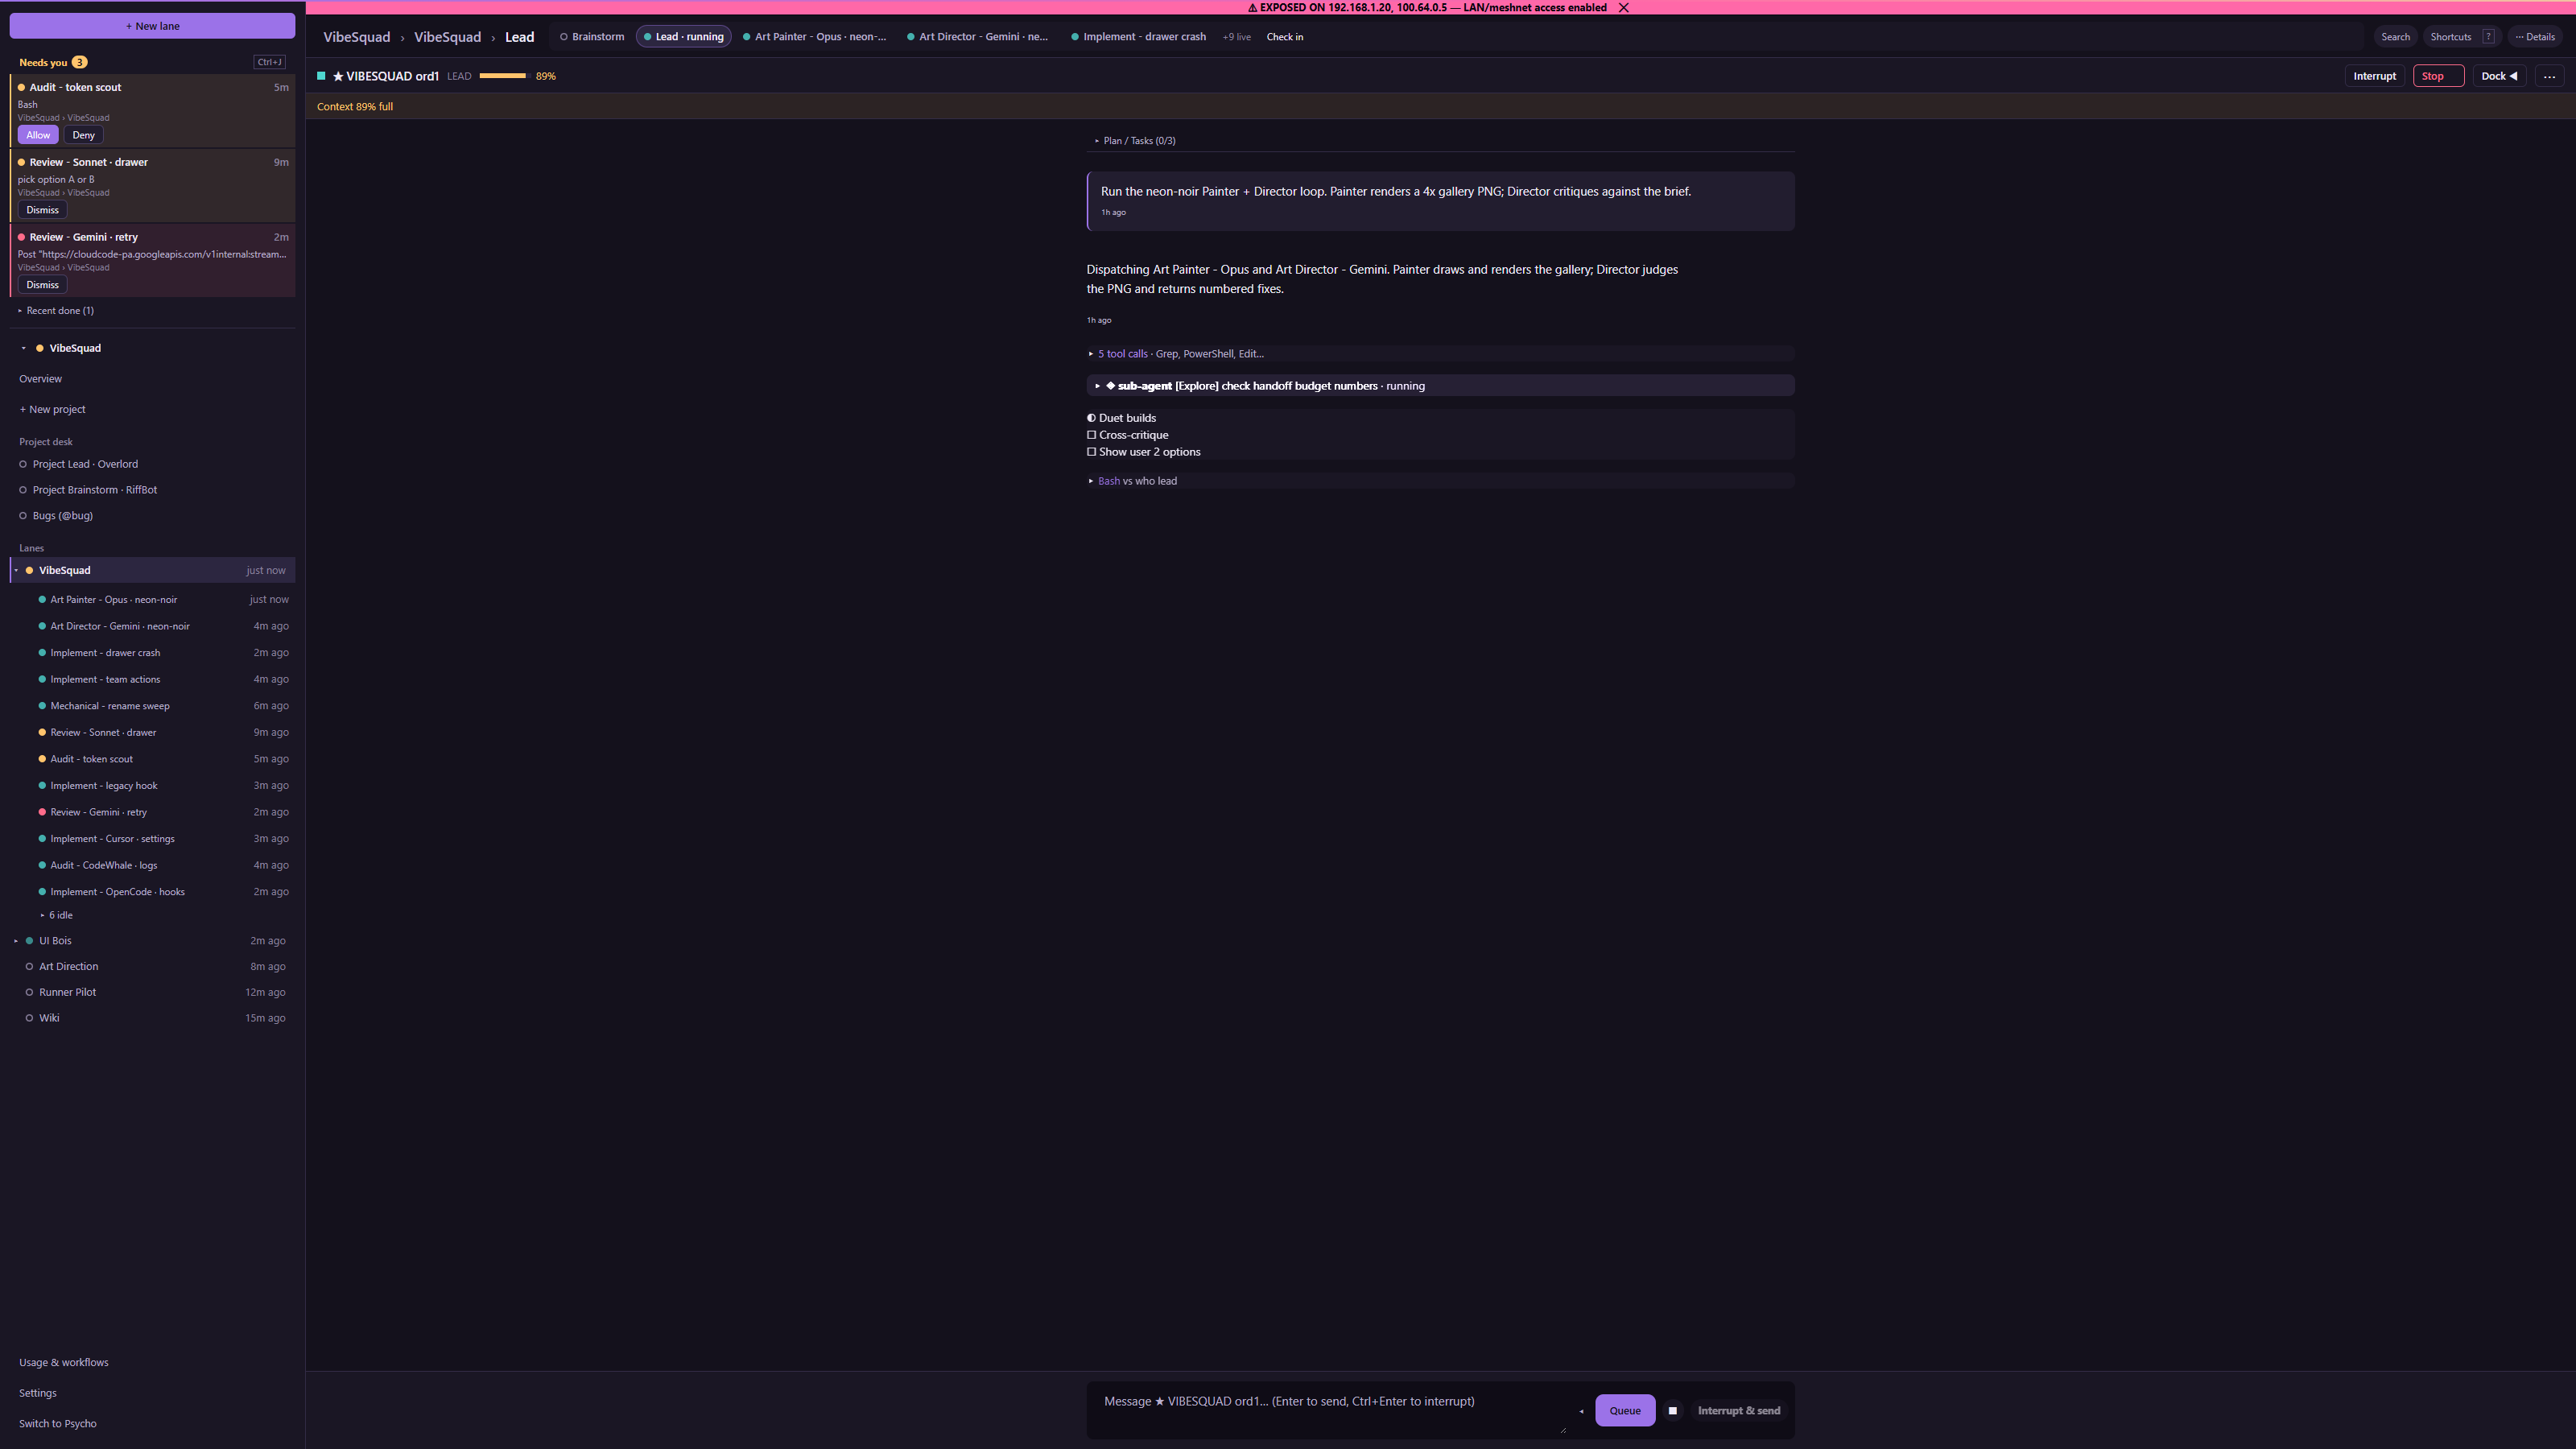 + New lane
Needs you 3 Ctrl+J
Audit - token scout 5m
Bash
VibeSquad › VibeSquad
Allow Deny
Review - Sonnet · drawer 9m
pick option A or B
VibeSquad › VibeSquad
Dismiss
Review - Gemini · retry 2m
Post "https://cloudcode-pa.googleapis.com/v1internal:stream...
VibeSquad › VibeSquad
Dismiss
Recent done (1)
VibeSquad
Overview
+ New project
Project desk
Project Lead · Overlord
Project Brainstorm · RiffBot
Bugs (@bug)
Lanes
VibeSquad just now
Art Painter - Opus · neon-noir just now
Art Director - Gemini · neon-noir 4m ago
Implement - drawer crash 2m ago
Implement - team actions 4m ago
Mechanical - rename sweep 6m ago
Review - Sonnet · drawer 9m ago
Audit - token scout 5m ago
Implement - legacy hook 3m ago
Review - Gemini · retry 2m ago
Implement - Cursor · settings 3m ago
Audit - CodeWhale · logs 4m ago
Implement - OpenCode · hooks 2m ago
6 idle
UI Bois 2m ago
Art Direction 8m ago
Runner Pilot 12m ago
Wiki 15m ago
Usage & workflows
Settings
Switch to Psycho
⚠ EXPOSED ON 192.168.1.20, 100.64.0.5 — LAN/meshnet access enabled
VibeSquad › VibeSquad › Lead Brainstorm Lead · running Art Painter - Opus · neon-... Art Director - Gemini · ne... Implement - drawer crash +9 live Check in Search Shortcuts ? ··· Details
★ VIBESQUAD ord1 LEAD 89% Interrupt Stop Dock ◀ ...
Context 89% full
Plan / Tasks (0/3)
Run the neon-noir Painter + Director loop. Painter renders a 4x gallery PNG; Director critiques against the brief.
1h ago
Dispatching Art Painter - Opus and Art Director - Gemini. Painter draws and renders the gallery; Director judges
the PNG and returns numbered fixes.
1h ago
5 tool calls · Grep, PowerShell, Edit...
◆ sub-agent [Explore] check handoff budget numbers · running
◐ Duet builds
☐ Cross-critique
☐ Show user 2 options
Bash vs who lead
Message ★ VIBESQUAD ord1... (Enter to send, Ctrl+Enter to interrupt) Queue Interrupt & send